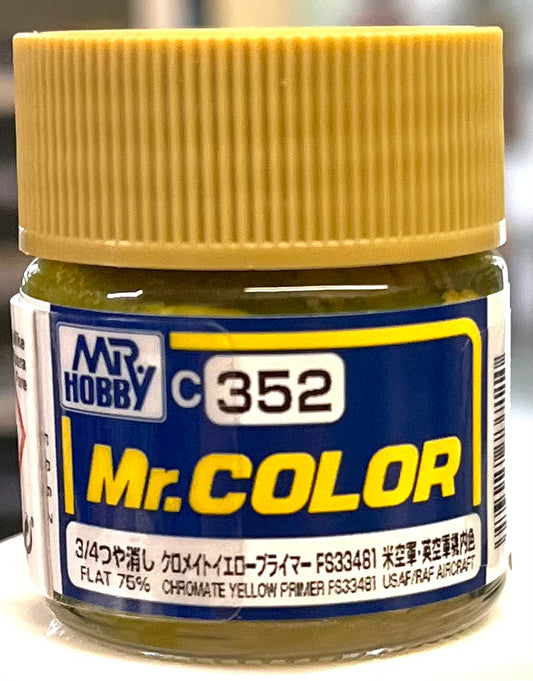 MR. HOBBY
C 352
Mr.COLOR
3/4つや消し クロメイトイエロープライマー FS33481 米空軍・英空軍機内色
FLAT 75% CHROMATE YELLOW PRIMER FS33481 USAF/RAF AIRCRAFT